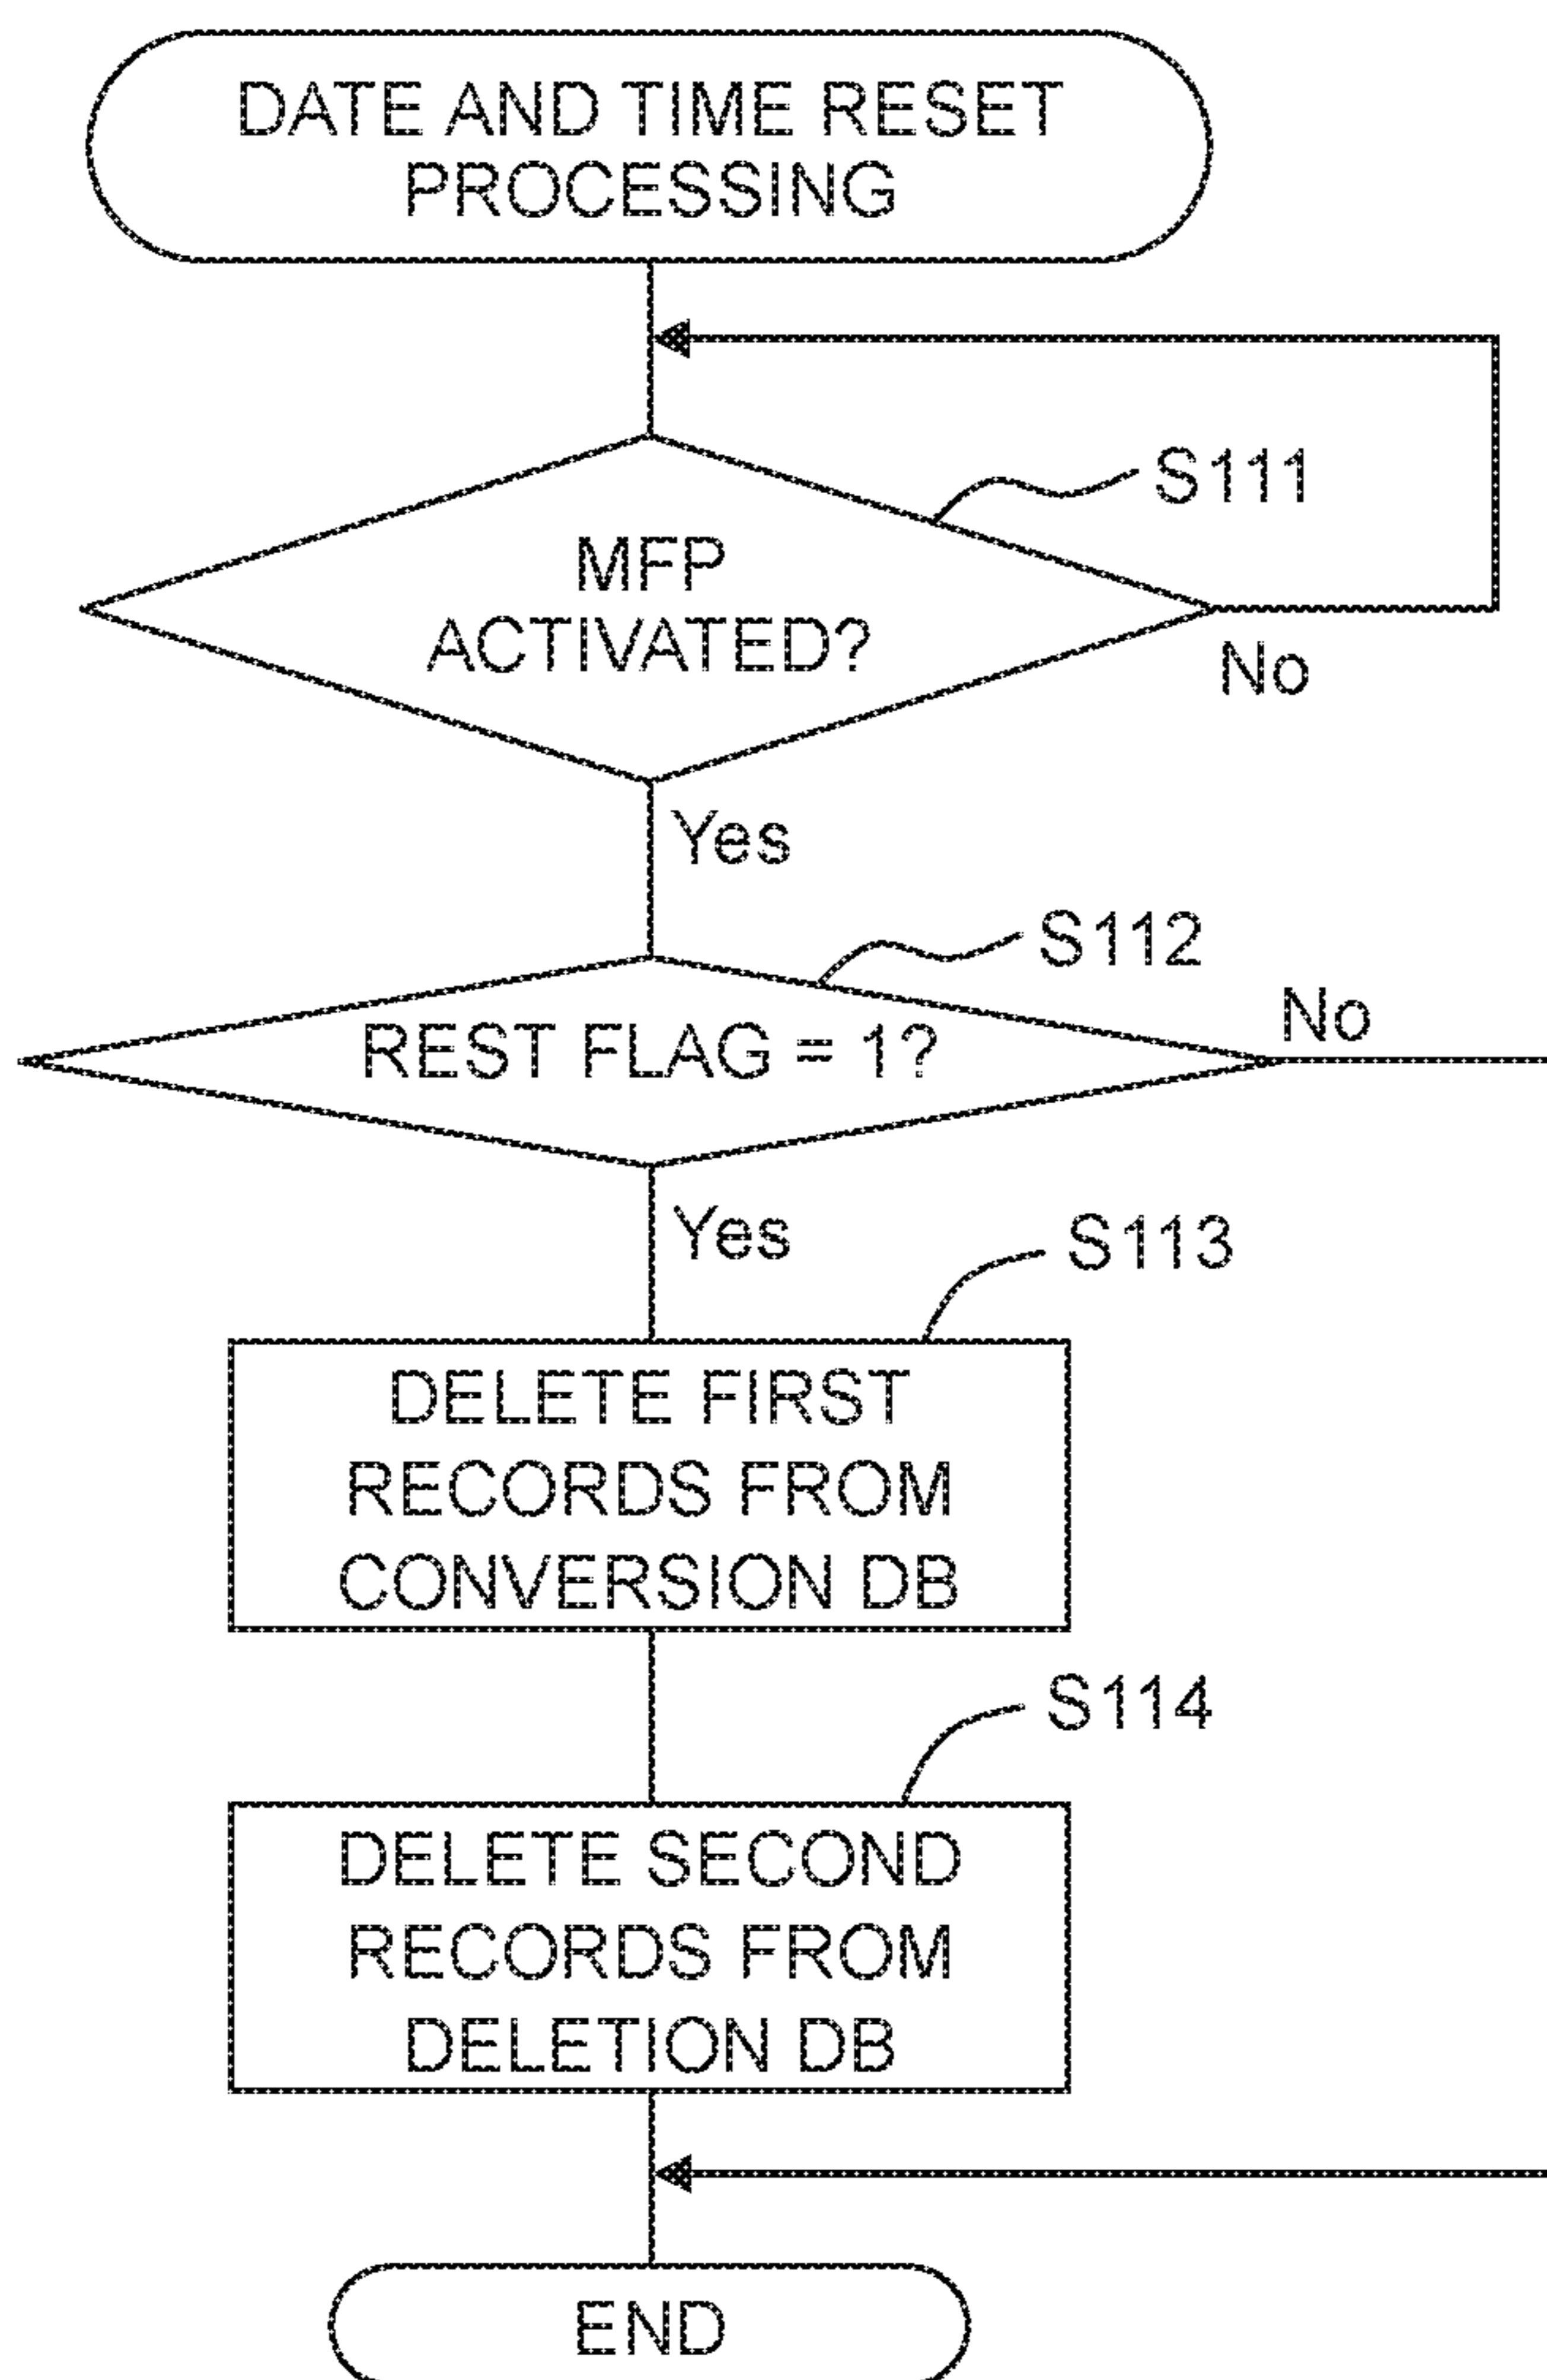 DATE AND TIME RESET
PROCESSING
S111
MFP
ACTIVATED?
No
Yes
S112
REST FLAG = 1?
No
Yes
S113
DELETE FIRST
RECORDS FROM
CONVERSION DB
S114
DELETE SECOND
RECORDS FROM
DELETION DB
END